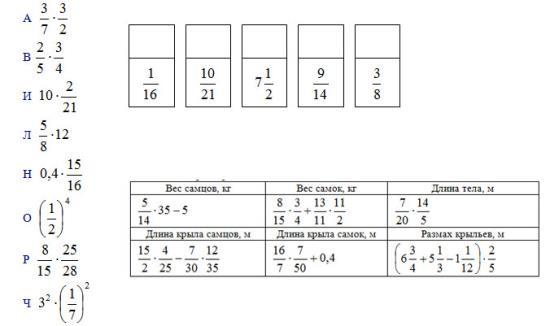 А 3/7 · 3/2
В 2/5 · 3/4
И 10 · 2/21
Л 5/8 · 12
Н 0,4 · 15/16
О (1/2)^4
Р 8/15 · 25/28
Ч 3^2 · (1/7)^2
1/16 10/21 7 1/2 9/14 3/8
Вес самцов, кг Вес самок, кг Длина тела, м
5/14 · 35 – 5 8/15 · 3/4 + 13/11 · 11/2 7/20 · 14/5
Длина крыла самцов, м Длина крыла самок, м Размах крыльев, м
15/2 · 4/25 – 7/30 · 12/35 16/7 · 7/50 + 0,4 (6 3/4 + 5 1/3 – 1 1/12) · 2/5